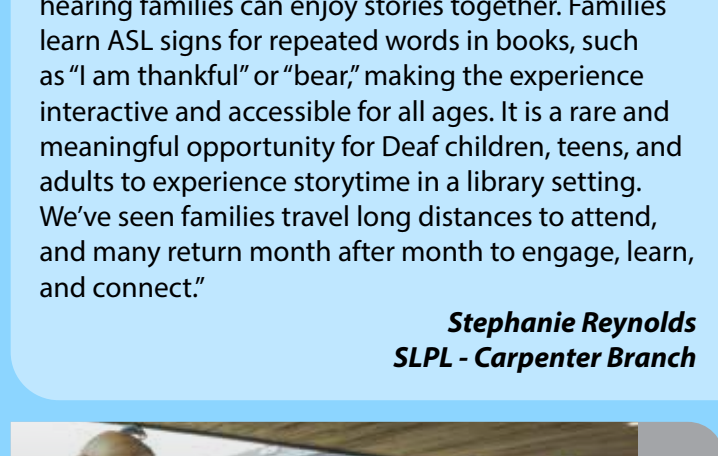 hearing families can enjoy stories together. Families
learn ASL signs for repeated words in books, such
as “I am thankful” or “bear,” making the experience
interactive and accessible for all ages. It is a rare and
meaningful opportunity for Deaf children, teens, and
adults to experience storytime in a library setting.
We’ve seen families travel long distances to attend,
and many return month after month to engage, learn,
and connect.”
Stephanie Reynolds
SLPL - Carpenter Branch